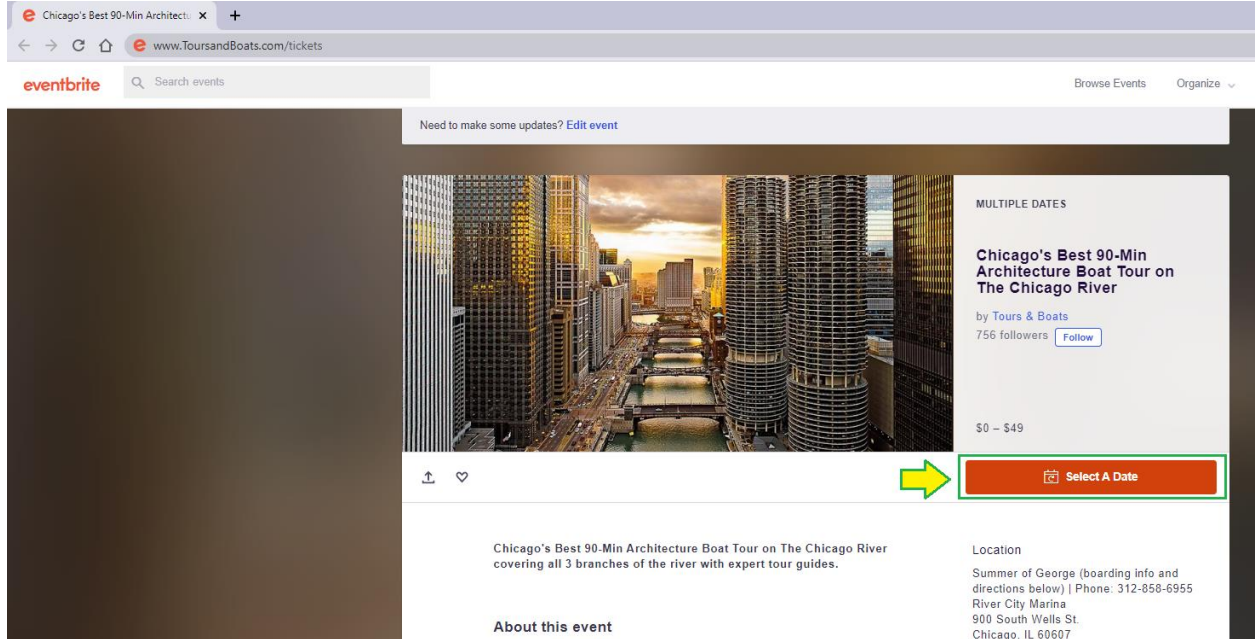 Chicago's Best 90-Min Architectu
www.ToursandBoats.com/tickets
eventbrite
Search events
Browse Events
Organize
Need to make some updates? Edit event
MULTIPLE DATES
Chicago's Best 90-Min
Architecture Boat Tour on
The Chicago River
by Tours & Boats
756 followers Follow
$0 – $49
Select A Date
Chicago's Best 90-Min Architecture Boat Tour on The Chicago River
covering all 3 branches of the river with expert tour guides.
About this event
Location
Summer of George (boarding info and
directions below) | Phone: 312-858-6955
River City Marina
900 South Wells St.
Chicago, IL 60607